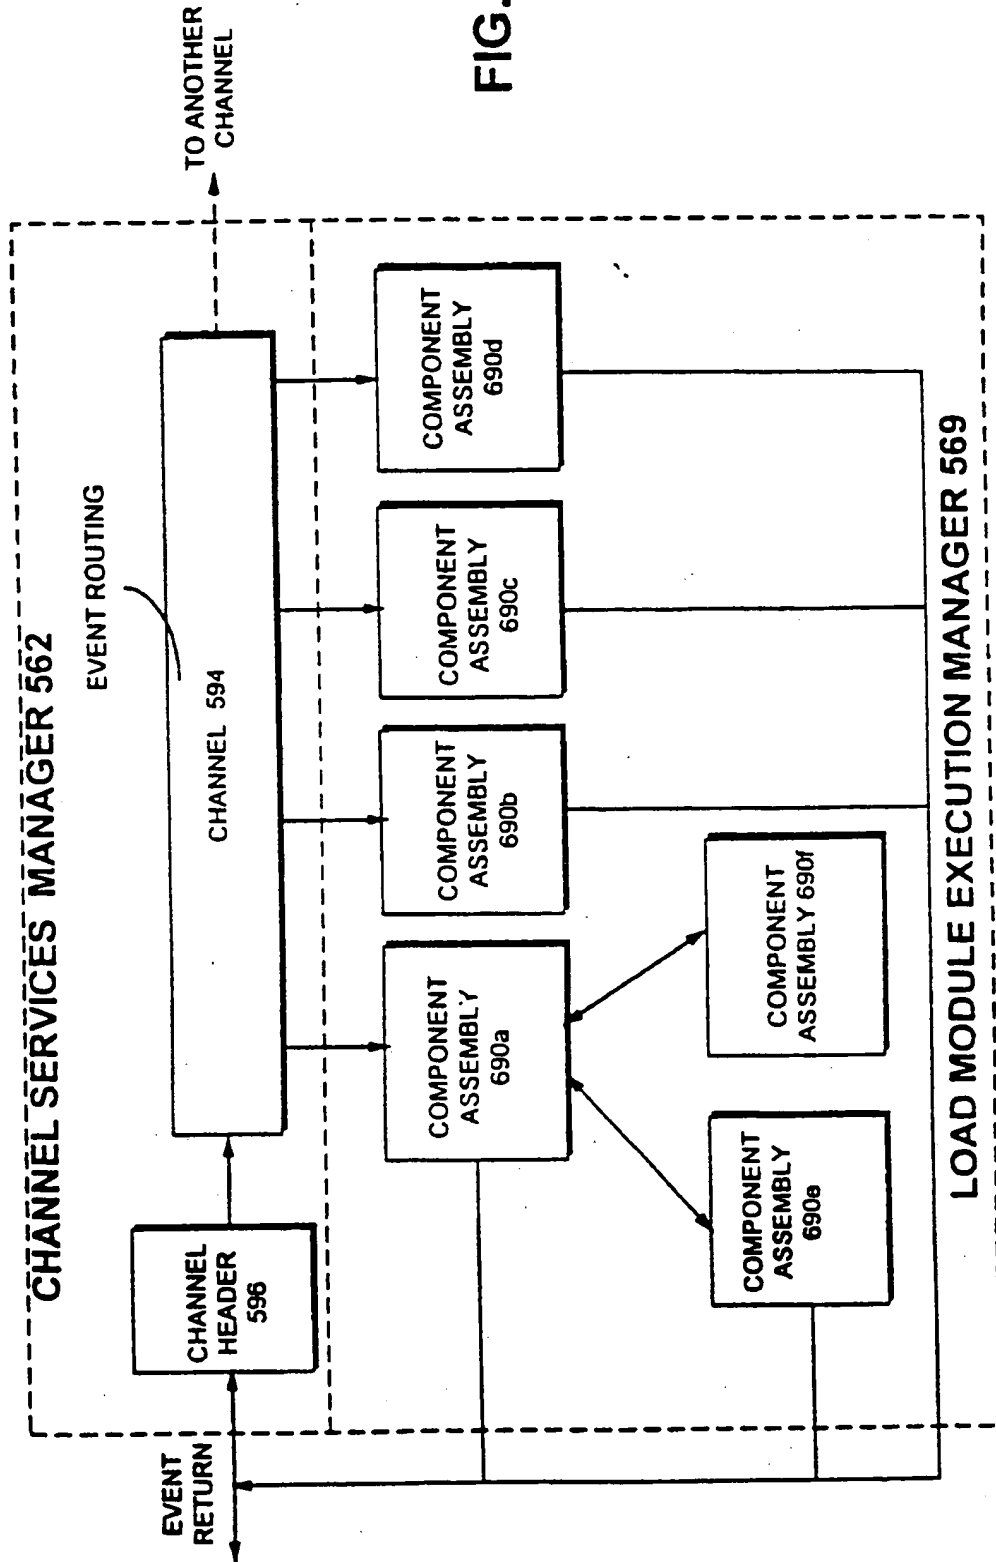 FIG.
CHANNEL SERVICES MANAGER 562
EVENT ROUTING
TO ANOTHER
CHANNEL
EVENT
RETURN
CHANNEL
HEADER
596
CHANNEL 594
COMPONENT
ASSEMBLY
690a
COMPONENT
ASSEMBLY
690b
COMPONENT
ASSEMBLY
690c
COMPONENT
ASSEMBLY
690d
COMPONENT
ASSEMBLY
690e
COMPONENT
ASSEMBLY 690f
LOAD MODULE EXECUTION MANAGER 569